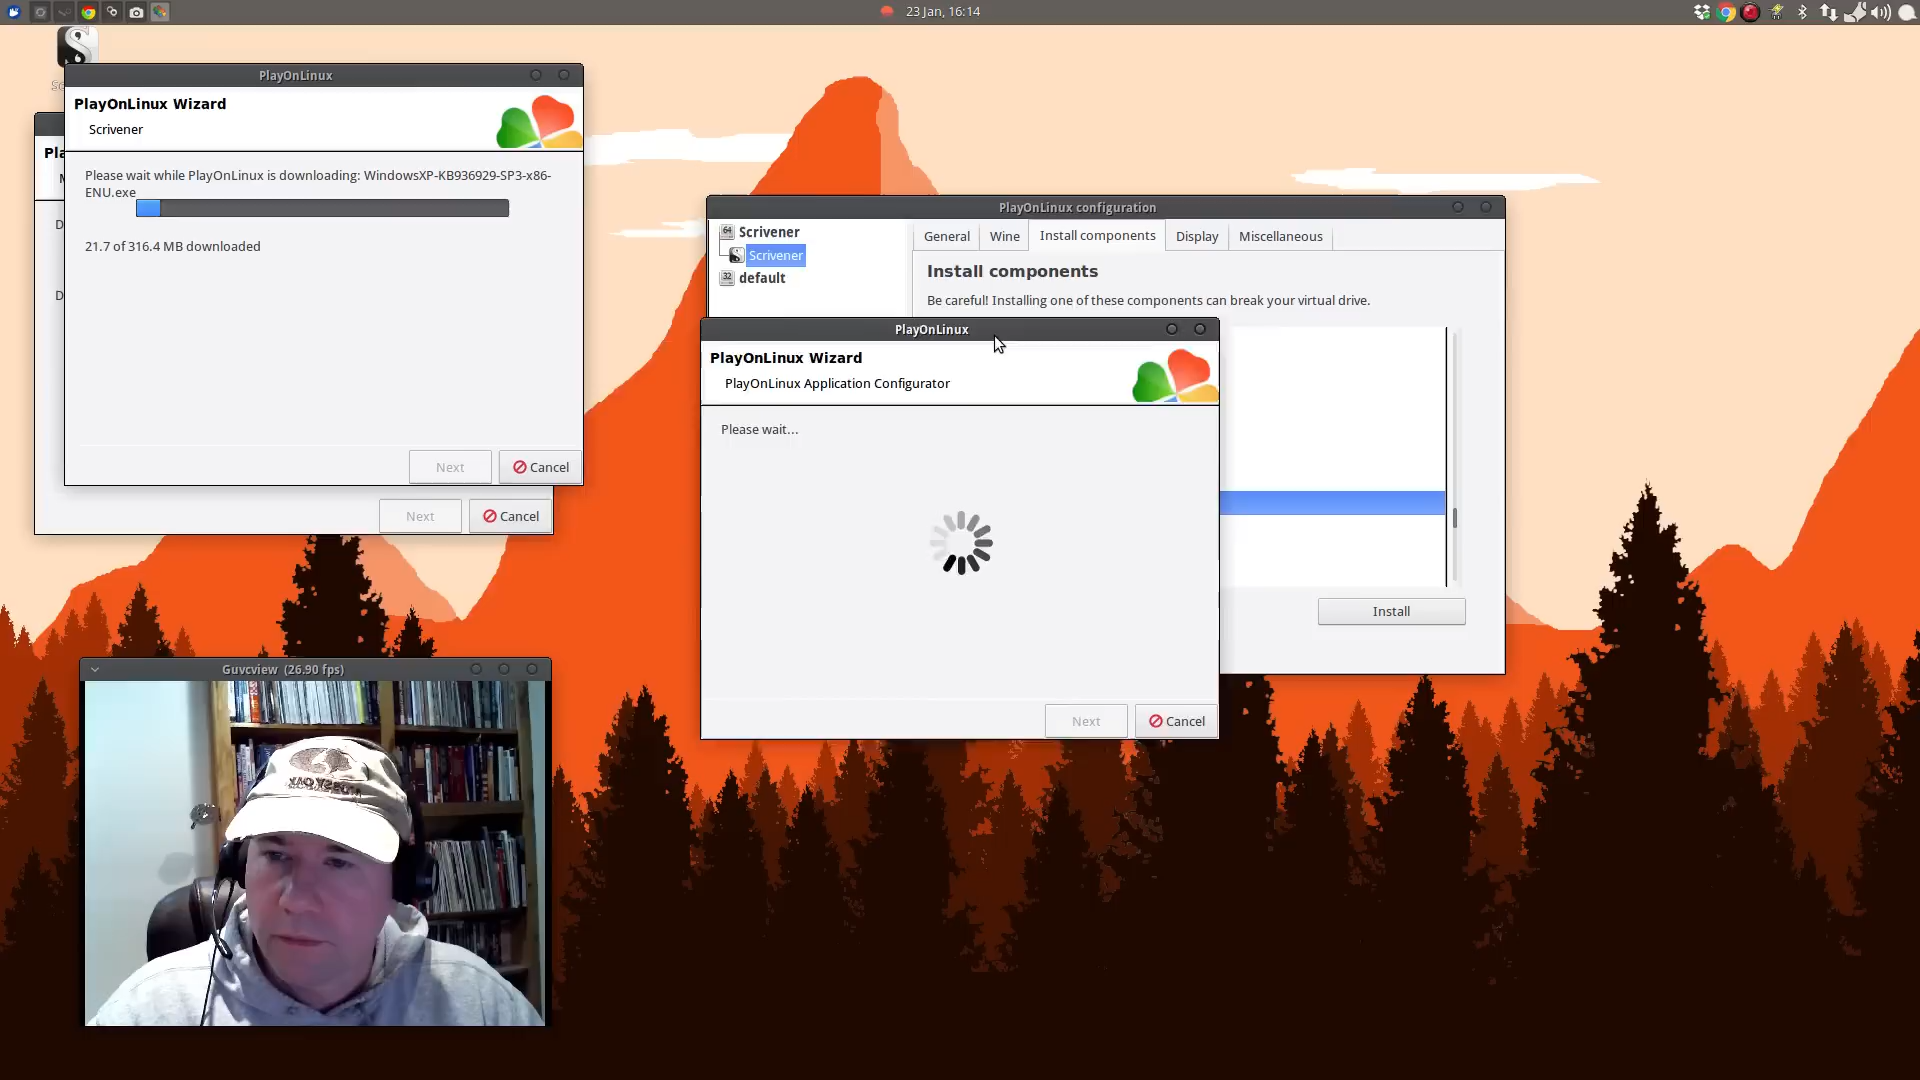 23 Jan, 16:14
PlayOnLinux
PlayOnLinux Wizard
Scrivener
Please wait while PlayOnLinux is downloading: WindowsXP-KB936929-SP3-x86-
ENU.exe
21.7 of 316.4 MB downloaded
Next
Cancel
Next
Cancel
PlayOnLinux configuration
Scrivener
Scrivener
default
General
Wine
Install components
Display
Miscellaneous
Install components
Be careful! Installing one of these components can break your virtual drive.
Install
PlayOnLinux
PlayOnLinux Wizard
PlayOnLinux Application Configurator
Please wait...
Next
Cancel
Guvcview (26.90 fps)